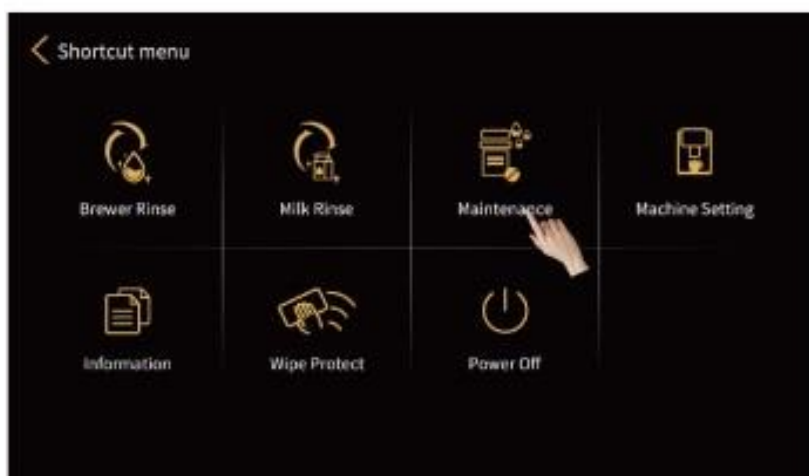 Shortcut menu
Brewer Rinse
Milk Rinse
Maintenance
Machine Setting
Information
Wipe Protect
Power Off